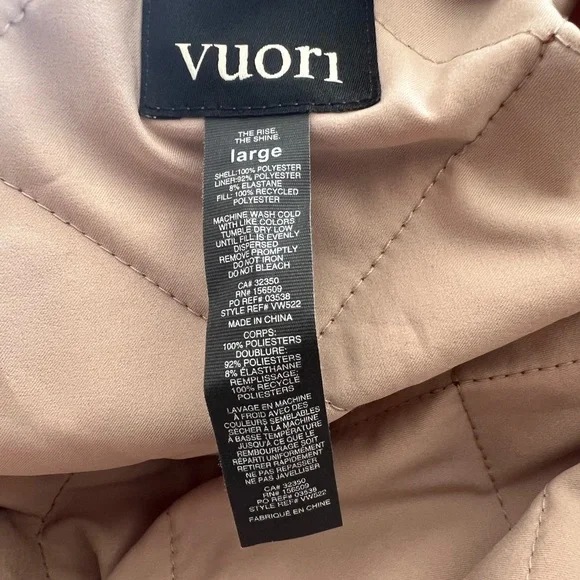 vuori
THE RISE.
THE SHINE.
large
SHELL:100% POLYESTER
LINER:92% POLYESTER
8% ELASTANE
FILL: 100% RECYCLED
POLYESTER
MACHINE WASH COLD
WITH LIKE COLORS
TUMBLE DRY LOW
UNTIL FILL IS EVENLY
DISPERSED
REMOVE PROMPTLY
DO NOT IRON
DO NOT BLEACH
CA# 32350
RN# 156509
PO REF# 03538
STYLE REF# VW522
MADE IN CHINA
CORPS:
100% POLIESTERS
DOUBLURE:
92% POLIESTERS
8% ÉLASTHANNE
REMPLISSAGE:
100% RECYCLE
POLIESTERS
LAVAGE EN MACHINE
A FROID AVEC DES
COULEURS SEMBLABLES
SÉCHER À LA MACHINE
À BASSE TEMPÉRATURE
JUSQU'À CE QUE LE
REMBOURRAGE SOIT
RÉPARTI UNIFORMÉMENT
RETIRER RAPIDEMENT
NE PAS REPASSER
NE PAS JAVELLISER
CA# 32350
RN# 156509
PO REF# 03538
STYLE REF# VW522
FABRIQUÉ EN CHINE